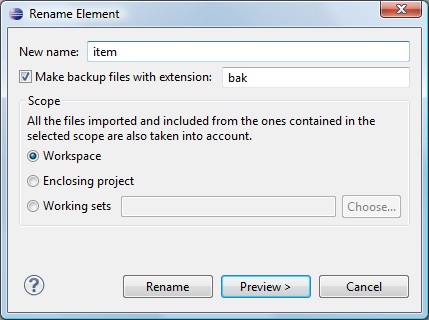 Rename Element
New name: item
Make backup files with extension: bak
Scope
All the files imported and included from the ones contained in the
selected scope are also taken into account.
Workspace
Enclosing project
Working sets Choose...
? Rename Preview > Cancel